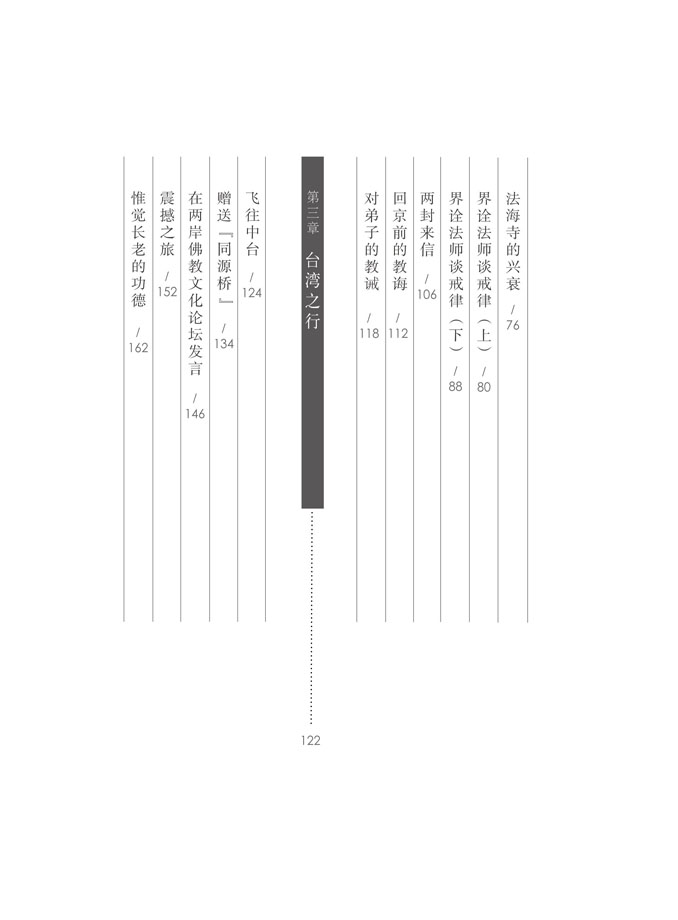 法海寺的兴衰 / 76
界诠法师谈戒律（上） / 80
界诠法师谈戒律（下） / 88
两封来信 / 106
回京前的教诲 / 112
对弟子的教诫 / 118
第三章 台湾之行 122
飞往中台 / 124
赠送『同源桥』 / 134
在两岸佛教文化论坛发言 / 146
震撼之旅 / 152
惟觉长老的功德 / 162